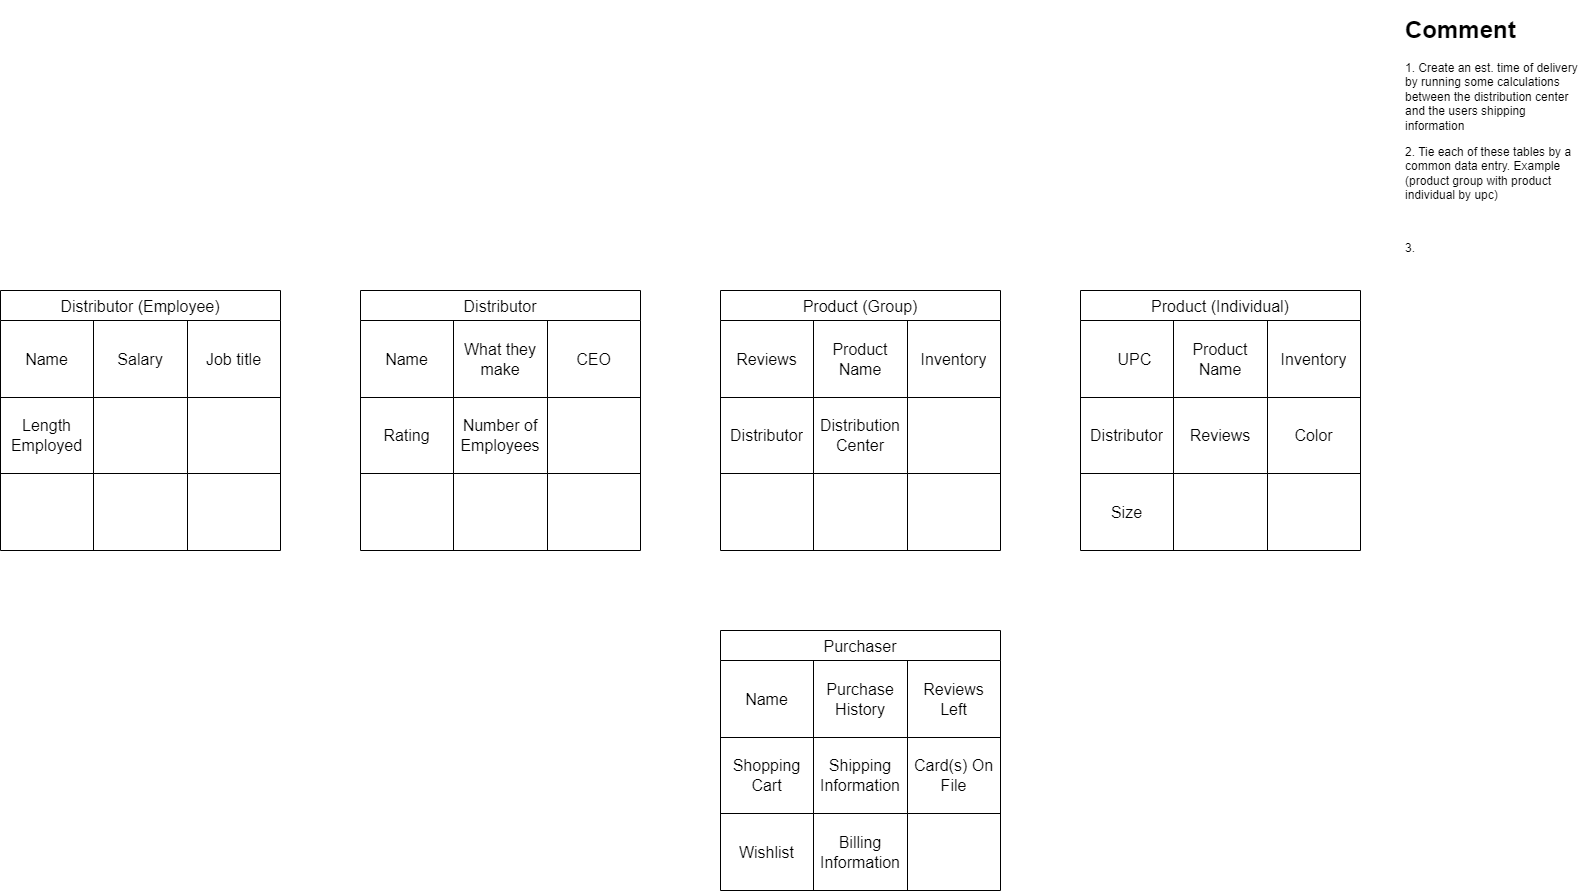 Comment
1. Create an est. time of delivery
by running some calculations
between the distribution center
and the users shipping
information
2. Tie each of these tables by a
common data entry. Example
(product group with product
individual by upc)
3.
Distributor (Employee)
Name
Salary
Job title
Length
Employed
Distributor
Name
What they
make
CEO
Rating
Number of
Employees
Product (Group)
Reviews
Product
Name
Inventory
Distributor
Distribution
Center
Product (Individual)
UPC
Product
Name
Inventory
Distributor
Reviews
Color
Size
Purchaser
Name
Purchase
History
Reviews
Left
Shopping
Cart
Shipping
Information
Card(s) On
File
Wishlist
Billing
Information